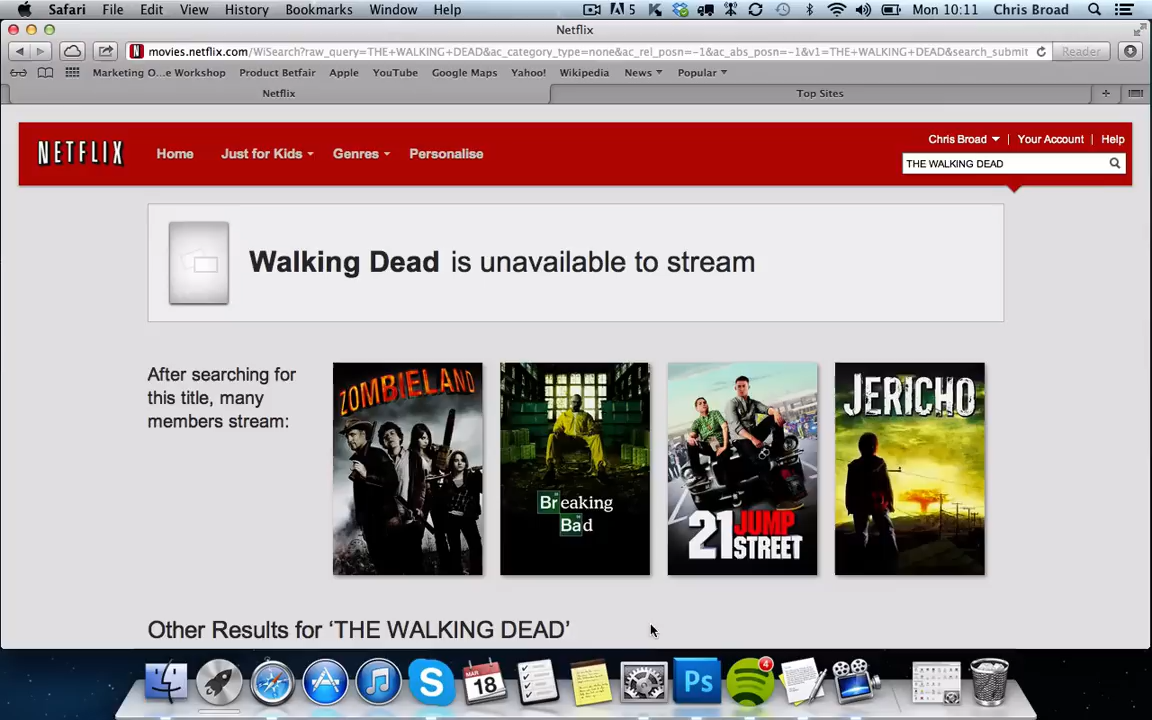 Safari File Edit View History Bookmarks Window Help 5 Mon 10:11 Chris Broad
Netflix
movies.netflix.com/WiSearch?raw_query=THE+WALKING+DEAD&ac_category_type=none&ac_rel_posn=-1&ac_abs_posn=-1&v1=THE+WALKING+DEAD&search_submit Reader
Marketing O...e Workshop Product Betfair Apple YouTube Google Maps Yahoo! Wikipedia News Popular
Netflix Top Sites
Chris Broad Your Account Help
NETFLIX Home Just for Kids Genres Personalise
THE WALKING DEAD
Walking Dead is unavailable to stream
After searching for
this title, many
members stream:
ZOMBIELAND
Breaking
Bad
21 JUMP
STREET
JERICHO
Other Results for ‘THE WALKING DEAD’
MAR
18
Ps
4